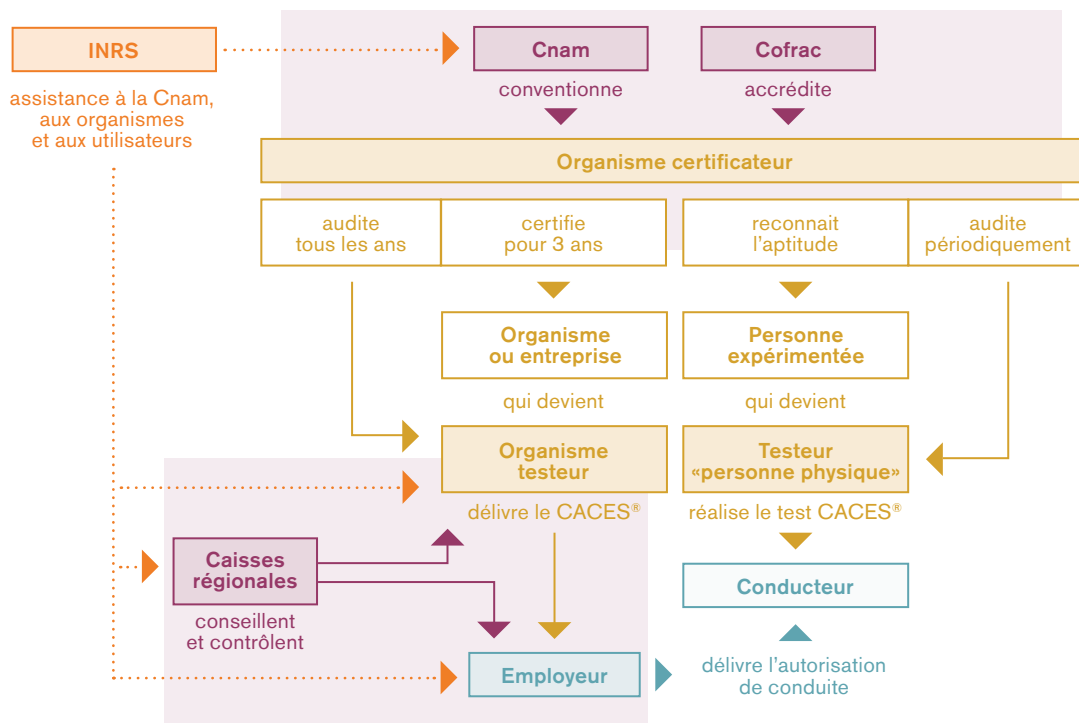 INRS
assistance à la Cnam,
aux organismes
et aux utilisateurs
Cnam
conventionne
Cofrac
accrédite
Organisme certificateur
audite
tous les ans
certifie
pour 3 ans
reconnait
l’aptitude
audite
périodiquement
Organisme
ou entreprise
Personne
expérimentée
qui devient
qui devient
Organisme
testeur
Testeur
«personne physique»
délivre le CACES®
réalise le test CACES®
Caisses
régionales
conseillent
et contrôlent
Conducteur
Employeur
délivre l’autorisation
de conduite